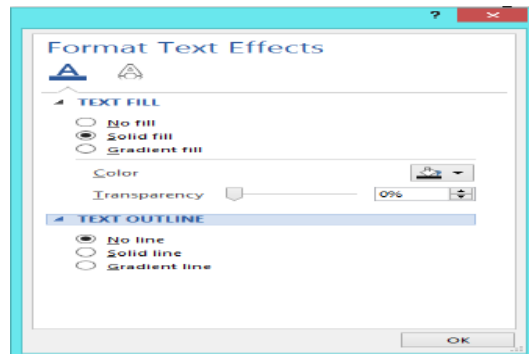 ?
Format Text Effects
A A
TEXT FILL
No fill
Solid fill
Gradient fill
Color
Transparency 0%
TEXT OUTLINE
No line
Solid line
Gradient line
OK